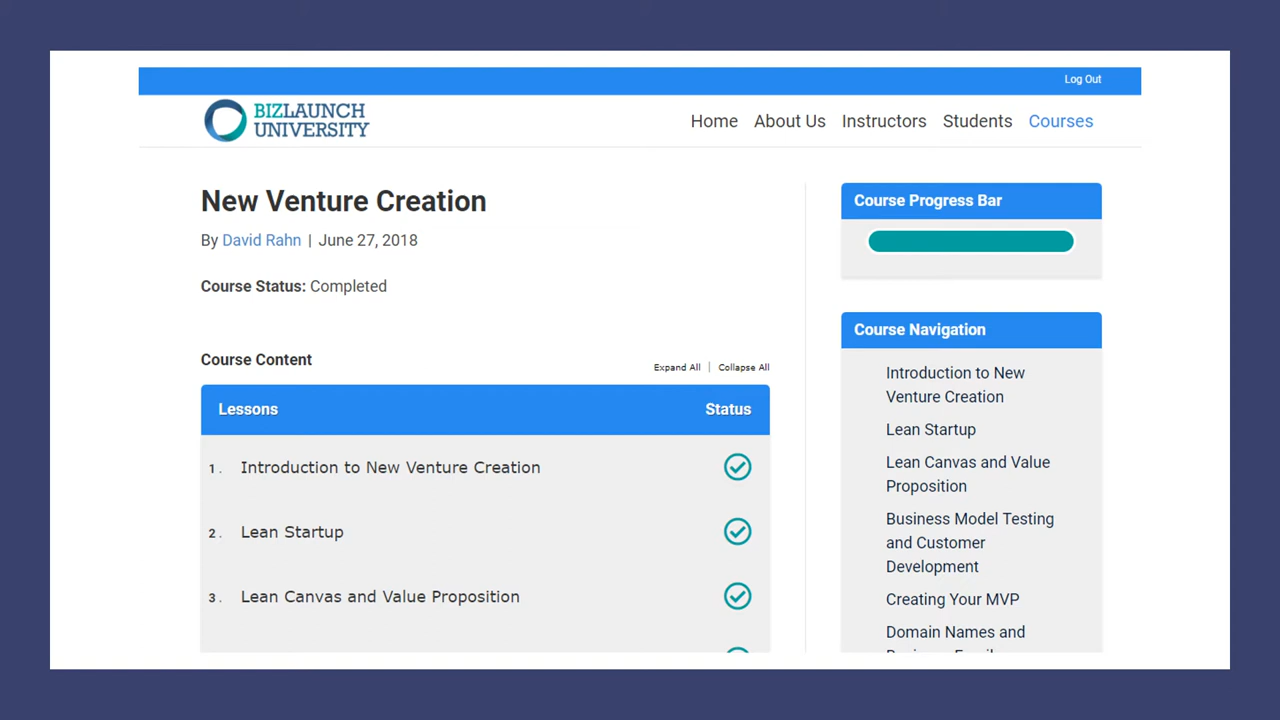 Log Out
BIZLAUNCH
UNIVERSITY
Home About Us Instructors Students Courses
New Venture Creation
By David Rahn | June 27, 2018
Course Status: Completed
Course Content
Expand All | Collapse All
Lessons Status
1. Introduction to New Venture Creation
2. Lean Startup
3. Lean Canvas and Value Proposition
Course Progress Bar
Course Navigation
Introduction to New
Venture Creation
Lean Startup
Lean Canvas and Value
Proposition
Business Model Testing
and Customer
Development
Creating Your MVP
Domain Names and